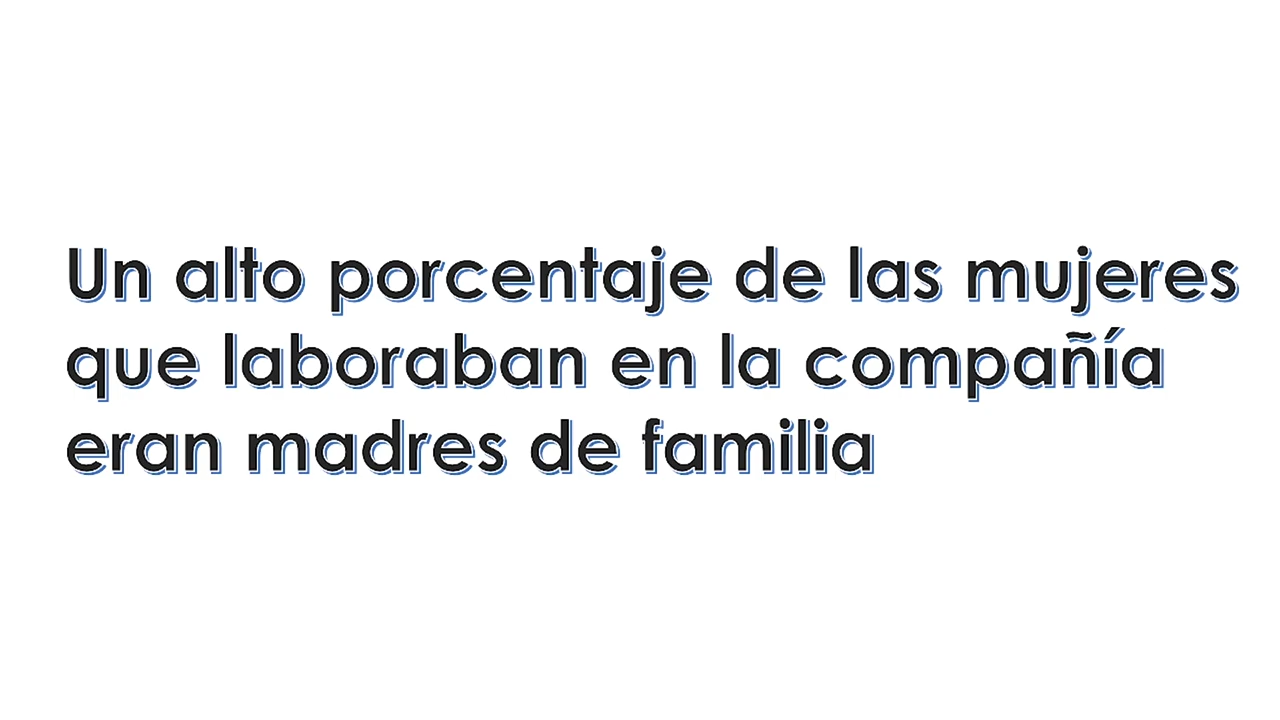 Un alto porcentaje de las mujeres
que laboraban en la compañía
eran madres de familia